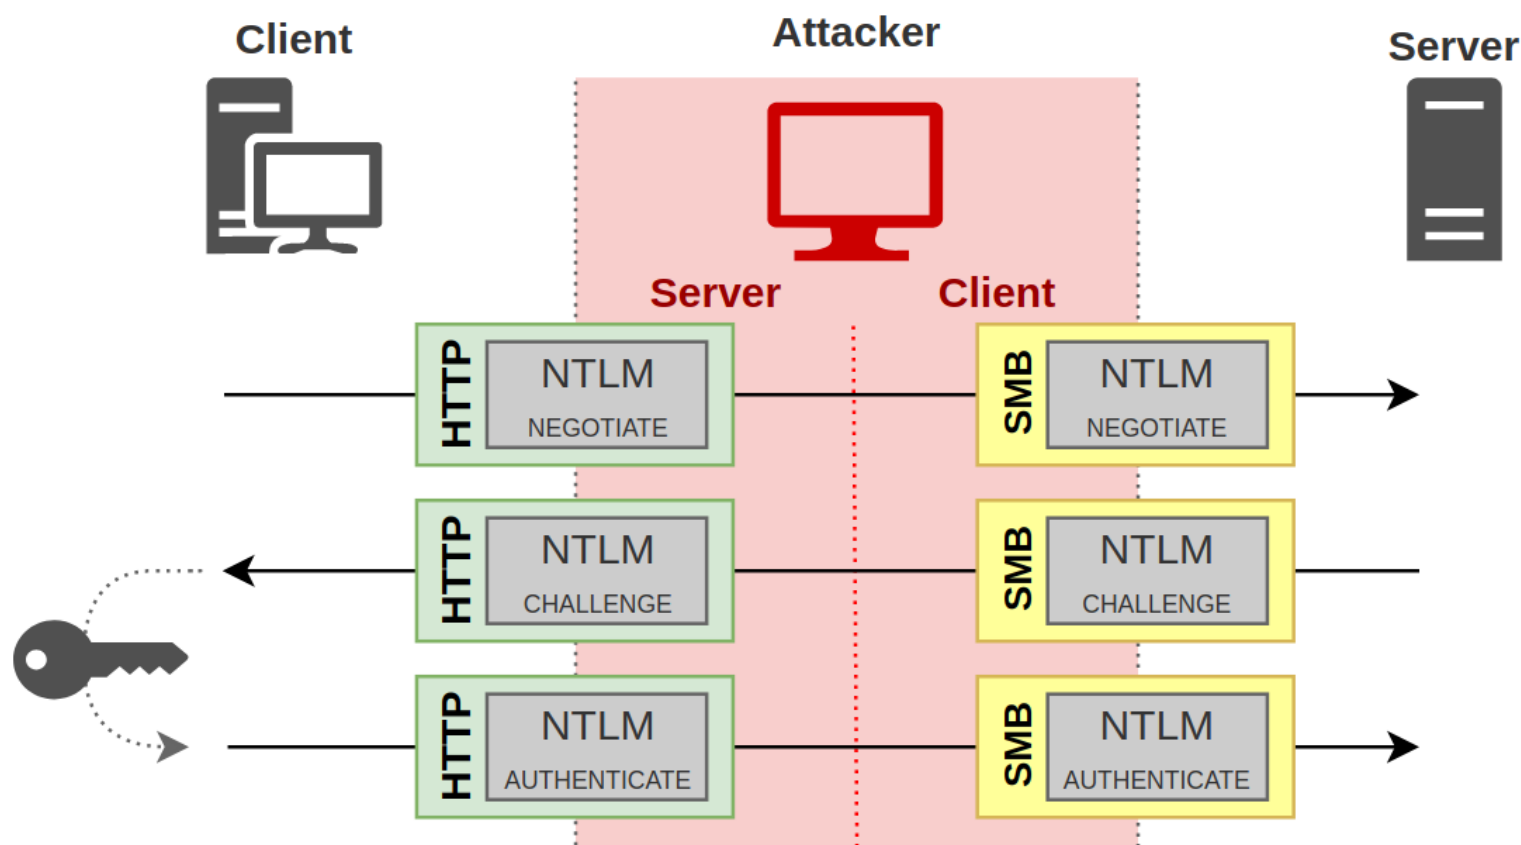 Client
Attacker
Server
Server
Client
HTTP
NTLM
NEGOTIATE
SMB
NTLM
NEGOTIATE
HTTP
NTLM
CHALLENGE
SMB
NTLM
CHALLENGE
HTTP
NTLM
AUTHENTICATE
SMB
NTLM
AUTHENTICATE